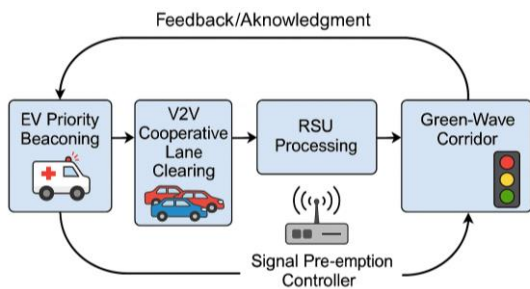 Feedback/Aknowledgment
EV Priority
Beaconing
V2V
Cooperative
Lane
Clearing
RSU
Processing
Green-Wave
Corridor
Signal Pre-emption
Controller